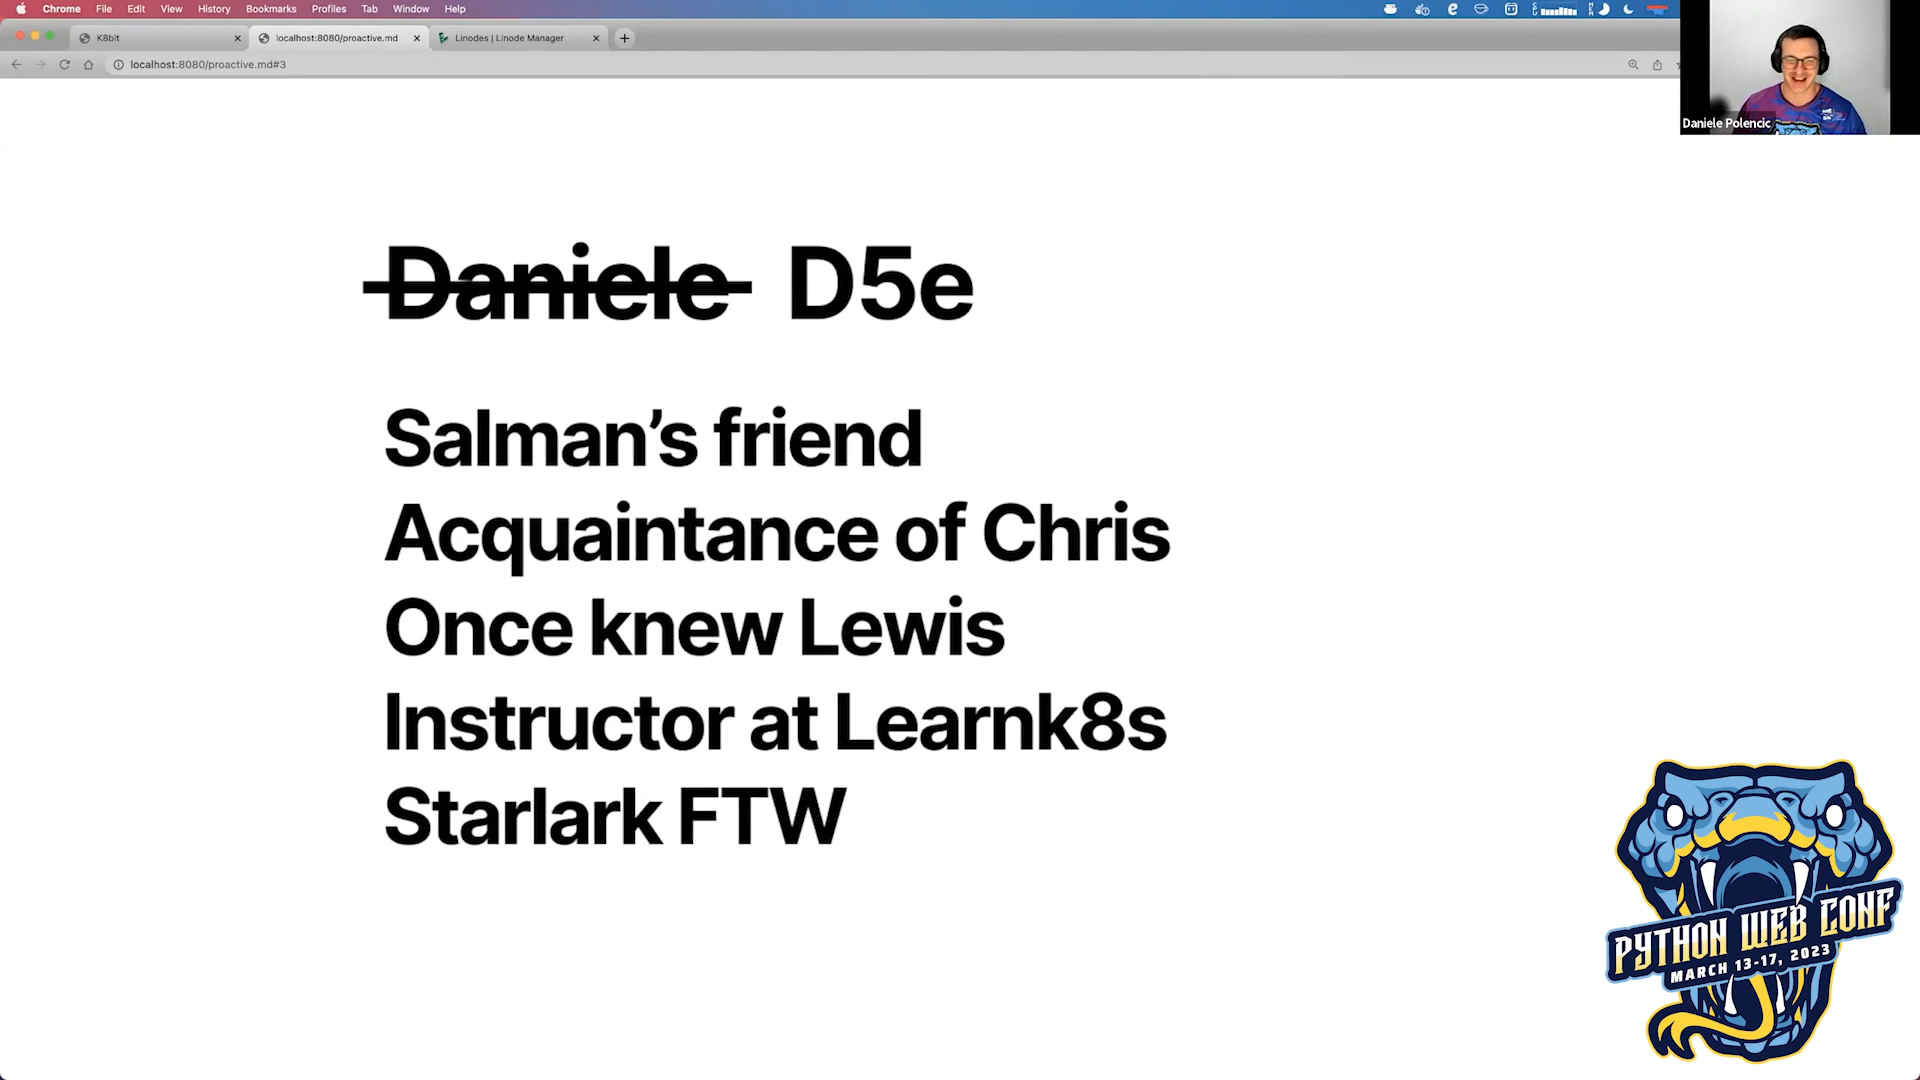 Chrome File Edit View History Bookmarks Profiles Tab Window Help
K8bit
localhost:8080/proactive.md
Linodes | Linode Manager
localhost:8080/proactive.md#3
Daniele Polencic
Daniele D5e
Salman’s friend
Acquaintance of Chris
Once knew Lewis
Instructor at Learnk8s
Starlark FTW
PYTHON WEB CONF
MARCH 13-17, 2023